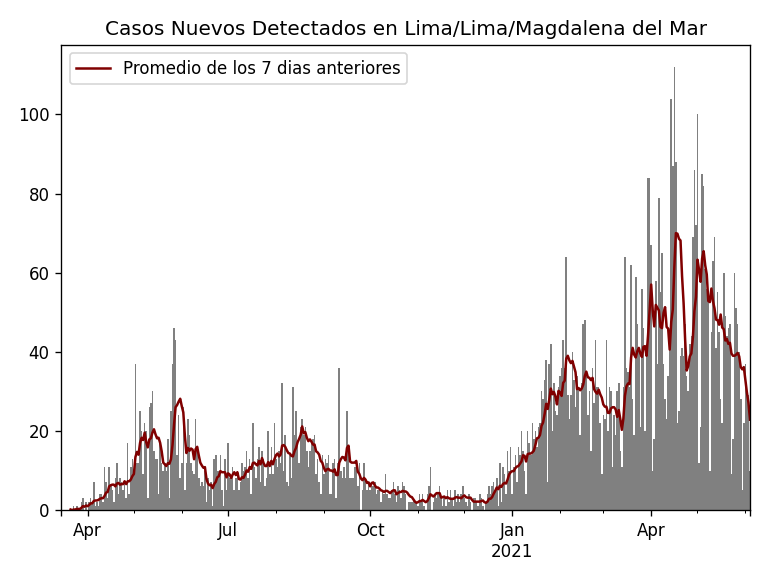 Casos Nuevos Detectados en Lima/Lima/Magdalena del Mar
Promedio de los 7 dias anteriores
100
80
60
40
20
0
Apr
Jul
Oct
Jan
2021
Apr